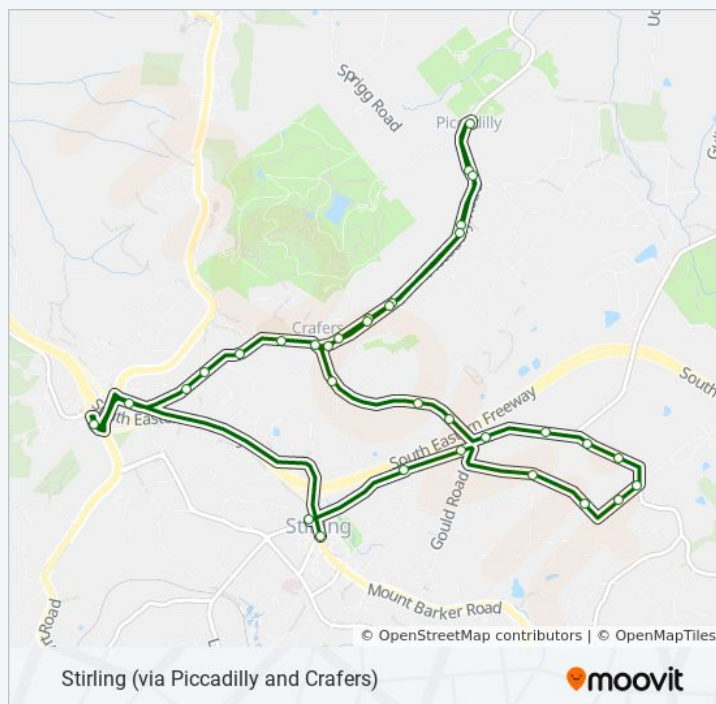 Sprigg Road
Piccadilly
Crafers
South
South Eastern Freeway
Gould Road
Stirling
Mount Barker Road
Road
© OpenStreetMap contributors | © OpenMapTiles
Stirling (via Piccadilly and Crafers)
moovit